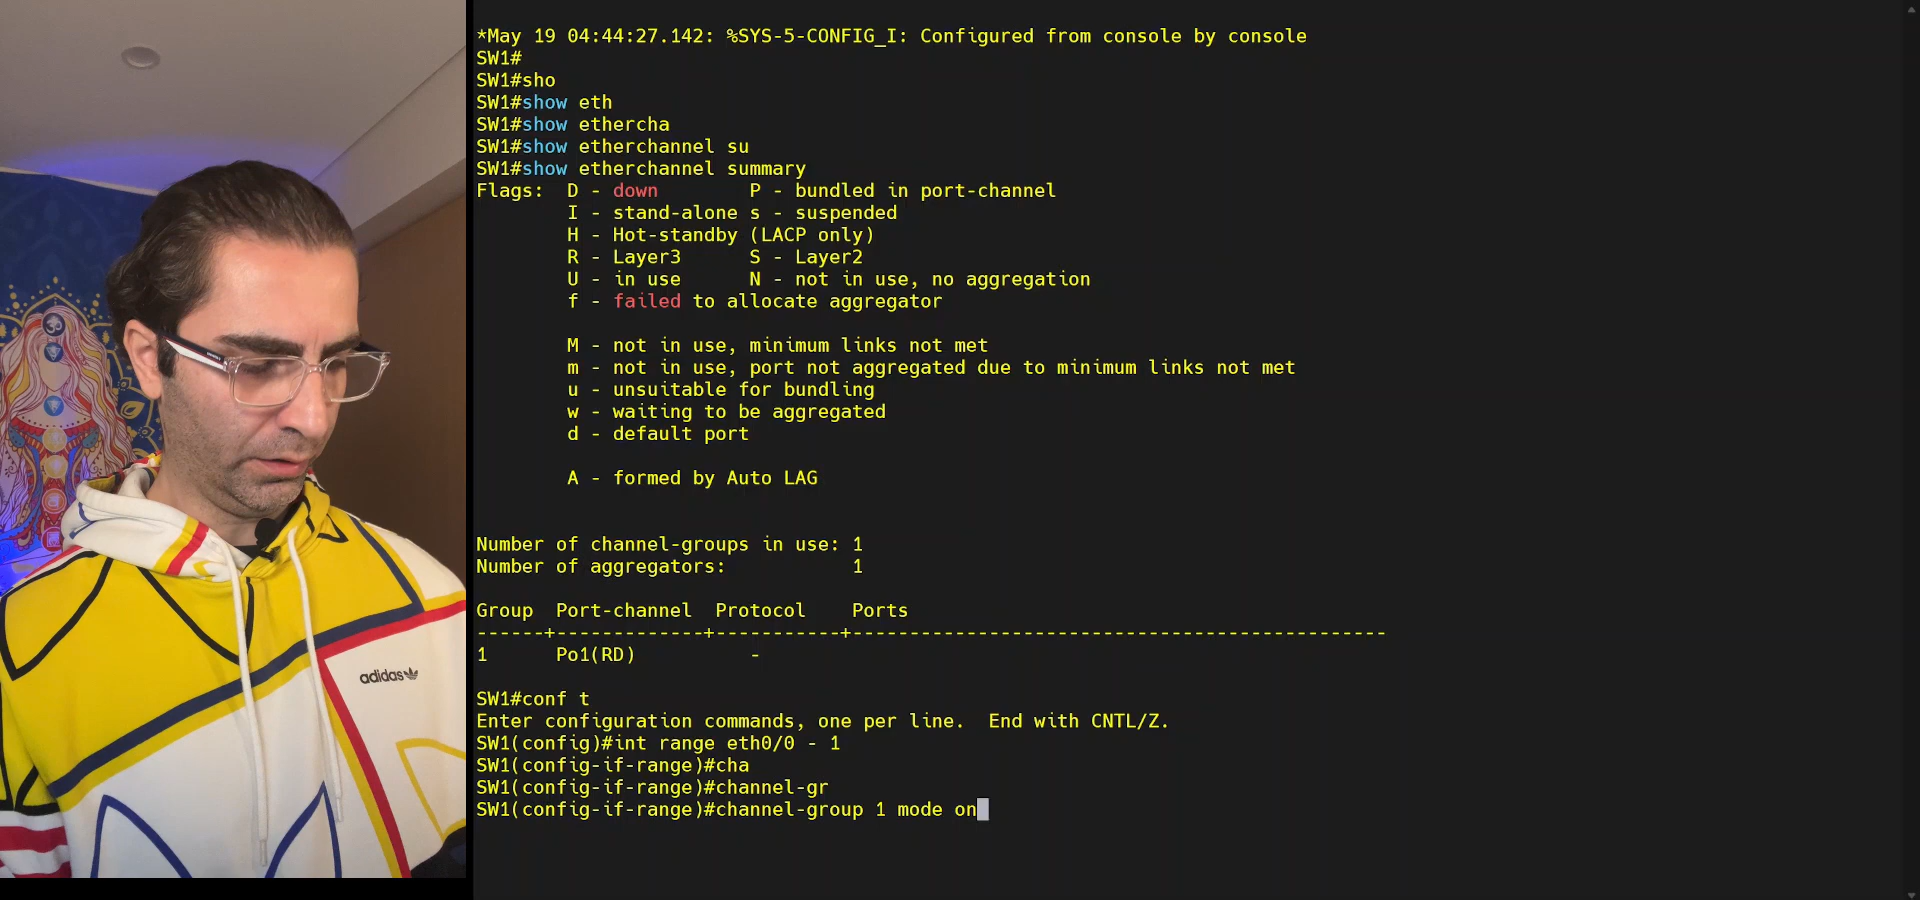 *May 19 04:44:27.142: %SYS-5-CONFIG_I: Configured from console by console
SW1#
SW1#sho
SW1#show eth
SW1#show ethercha
SW1#show etherchannel su
SW1#show etherchannel summary
Flags:  D - down        P - bundled in port-channel
        I - stand-alone s - suspended
        H - Hot-standby (LACP only)
        R - Layer3      S - Layer2
        U - in use      N - not in use, no aggregation
        f - failed to allocate aggregator
        M - not in use, minimum links not met
        m - not in use, port not aggregated due to minimum links not met
        u - unsuitable for bundling
        w - waiting to be aggregated
        d - default port
        A - formed by Auto LAG
Number of channel-groups in use: 1
Number of aggregators:           1
Group  Port-channel  Protocol    Ports
------+-------------+-----------+-----------------------------------------------
1      Po1(RD)          -
SW1#conf t
Enter configuration commands, one per line.  End with CNTL/Z.
SW1(config)#int range eth0/0 - 1
SW1(config-if-range)#cha
SW1(config-if-range)#channel-gr
SW1(config-if-range)#channel-group 1 mode on
adidas